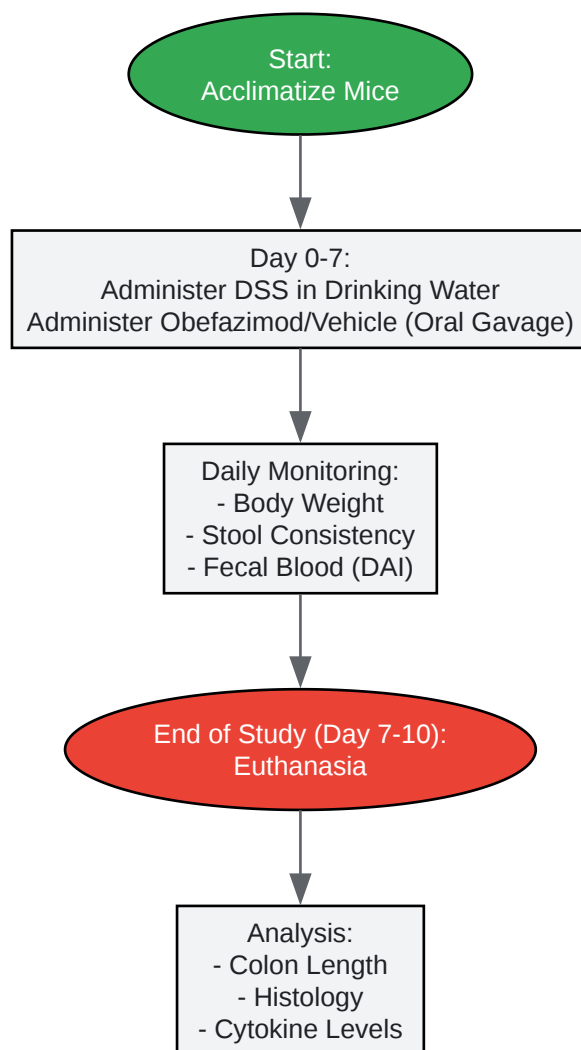 Start:
Acclimatize Mice
Day 0-7:
Administer DSS in Drinking Water
Administer Obefazimod/Vehicle (Oral Gavage)
Daily Monitoring:
- Body Weight
- Stool Consistency
- Fecal Blood (DAI)
End of Study (Day 7-10):
Euthanasia
Analysis:
- Colon Length
- Histology
- Cytokine Levels